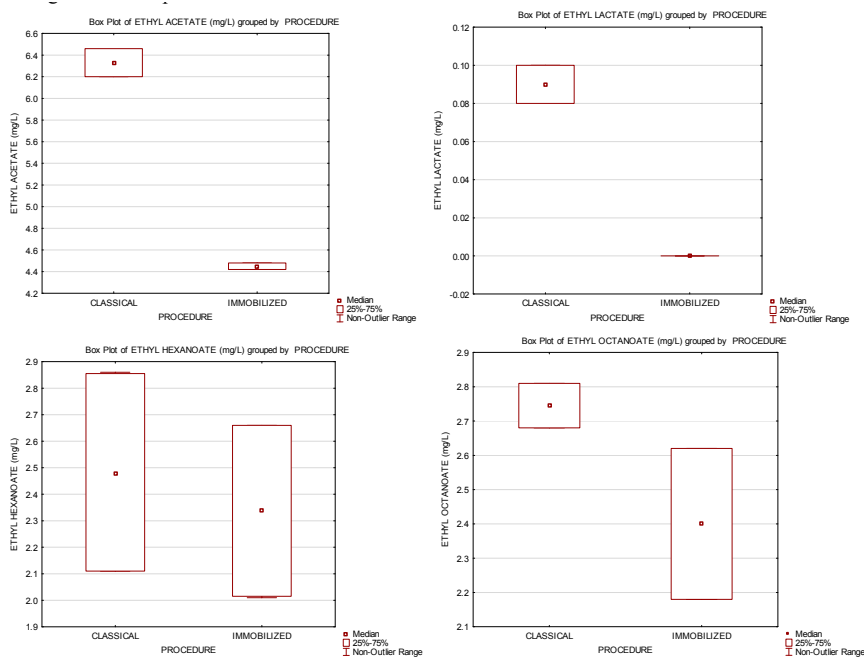 Box Plot of ETHYL ACETATE (mg/L) grouped by PROCEDURE
6.6
6.4
6.2
6.0
5.8
5.6
5.4
5.2
5.0
4.8
4.6
4.4
4.2
ETHYL ACETATE (mg/L)
CLASSICAL IMMOBILIZED
PROCEDURE
Median
25%-75%
Non-Outlier Range
Box Plot of ETHYL LACTATE (mg/L) grouped by PROCEDURE
0.12
0.10
0.08
0.06
0.04
0.02
0.00
-0.02
ETHYL LACTATE (mg/L)
CLASSICAL IMMOBILIZED
PROCEDURE
Median
25%-75%
Non-Outlier Range
Box Plot of ETHYL HEXANOATE (mg/L) grouped by PROCEDURE
2.9
2.8
2.7
2.6
2.5
2.4
2.3
2.2
2.1
2.0
1.9
ETHYL HEXANOATE (mg/L)
CLASSICAL IMMOBILIZED
PROCEDURE
Median
25%-75%
Non-Outlier Range
Box Plot of ETHYL OCTANOATE (mg/L) grouped by PROCEDURE
2.9
2.8
2.7
2.6
2.5
2.4
2.3
2.2
2.1
ETHYL OCTANOATE (mg/L)
CLASSICAL IMMOBILIZED
PROCEDURE
Median
25%-75%
Non-Outlier Range